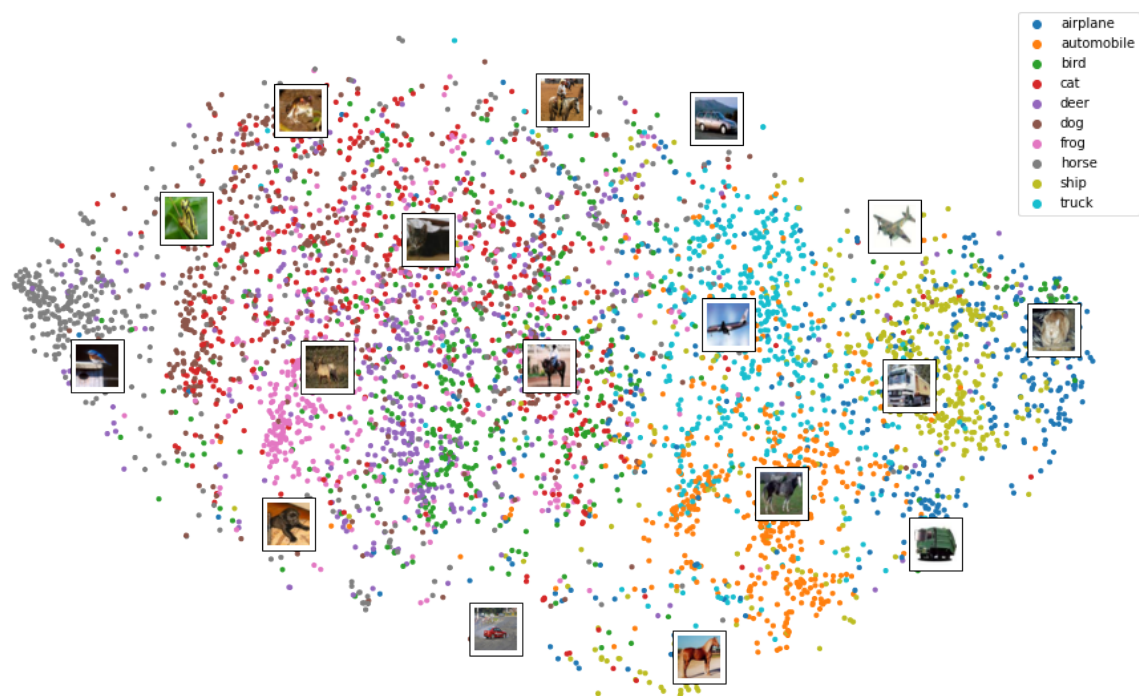 airplane
automobile
bird
cat
deer
dog
frog
horse
ship
truck